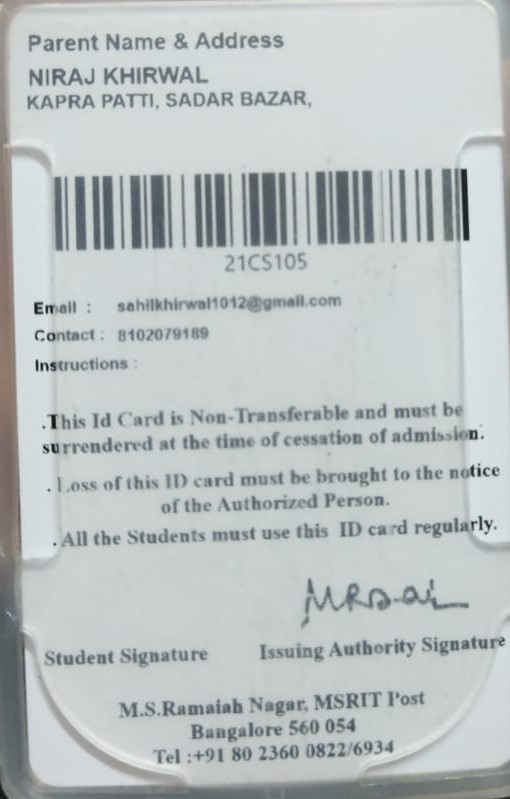 Parent Name & Address
NIRAJ KHIRWAL
KAPRA PATTI, SADAR BAZAR,
21CS105
Email : sahilkhirwal1012@gmail.com
Contact : 8102079189
Instructions :
.This Id Card is Non-Transferable and must be
surrendered at the time of cessation of admission.
. Loss of this ID card must be brought to the notice
of the Authorized Person.
. All the Students must use this ID card regularly.
Student Signature Issuing Authority Signature
M.S.Ramaiah Nagar, MSRIT Post
Bangalore 560 054
Tel :+91 80 2360 0822/6934